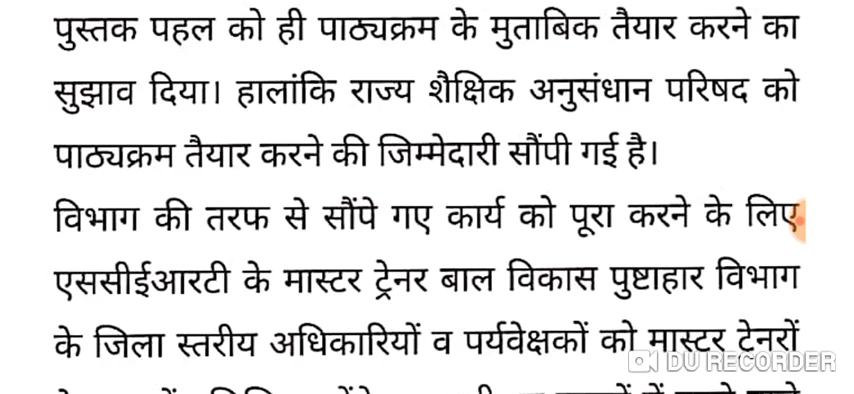 पुस्तक पहल को ही पाठ्यक्रम के मुताबिक तैयार करने का
सुझाव दिया। हालांकि राज्य शैक्षिक अनुसंधान परिषद को
पाठ्यक्रम तैयार करने की जिम्मेदारी सौंपी गई है।
विभाग की तरफ से सौंपे गए कार्य को पूरा करने के लिए
एससीईआरटी के मास्टर ट्रेनर बाल विकास पुष्टाहार विभाग
के जिला स्तरीय अधिकारियों व पर्यवेक्षकों को मास्टर ट्रेनरों
DU RECORDER